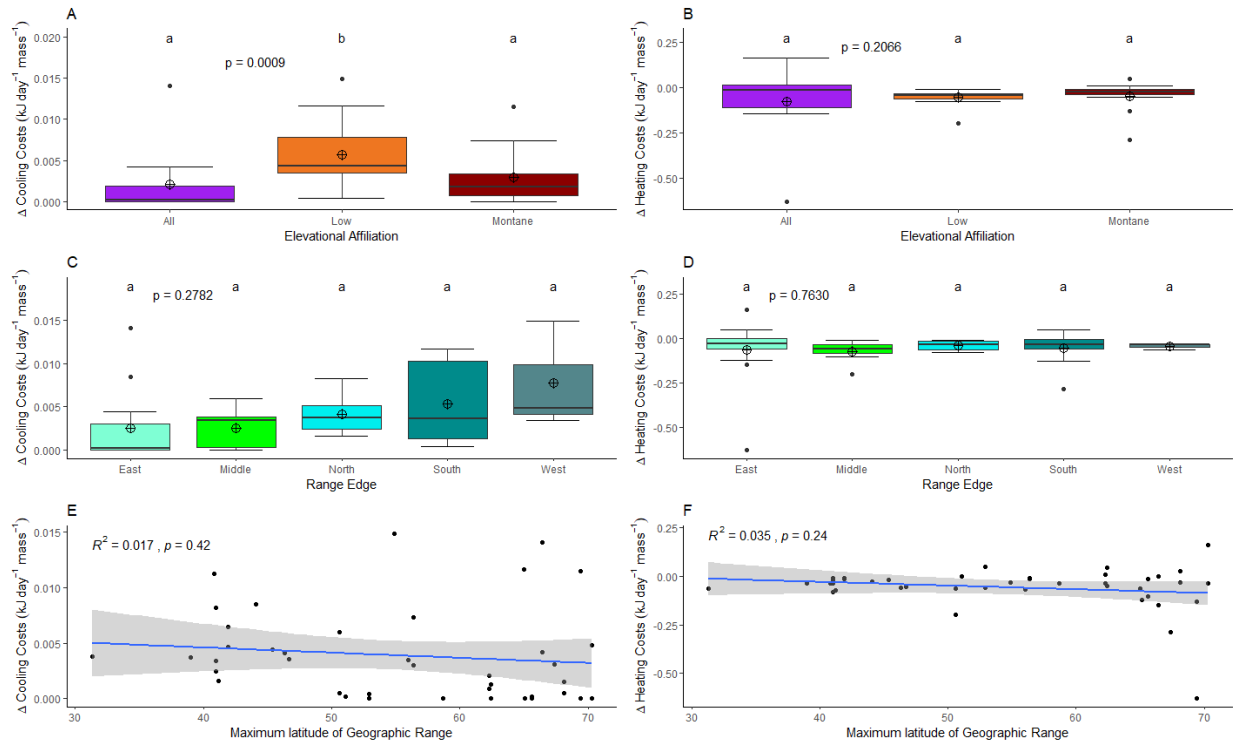 A
Δ Cooling Costs (kJ day⁻¹ mass⁻¹)
0.020
0.015
0.010
0.005
0.000
a
b
a
p = 0.0009
All
Low
Montane
Elevational Affiliation
B
Δ Heating Costs (kJ day⁻¹ mass⁻¹)
0.25
0.00
-0.25
-0.50
a
a
a
p = 0.2066
All
Low
Montane
Elevational Affiliation
C
Δ Cooling Costs (kJ day⁻¹ mass⁻¹)
0.015
0.010
0.005
0.000
a
a
a
a
a
p = 0.2782
East
Middle
North
South
West
Range Edge
D
Δ Heating Costs (kJ day⁻¹ mass⁻¹)
0.25
0.00
-0.25
-0.50
a
a
a
a
a
p = 0.7630
East
Middle
North
South
West
Range Edge
E
Δ Cooling Costs (kJ day⁻¹ mass⁻¹)
0.015
0.010
0.005
0.000
R² = 0.017 , p = 0.42
30
40
50
60
70
Maximum latitude of Geographic Range
F
Δ Heating Costs (kJ day⁻¹ mass⁻¹)
0.25
0.00
-0.25
-0.50
R² = 0.035 , p = 0.24
30
40
50
60
70
Maximum latitude of Geographic Range